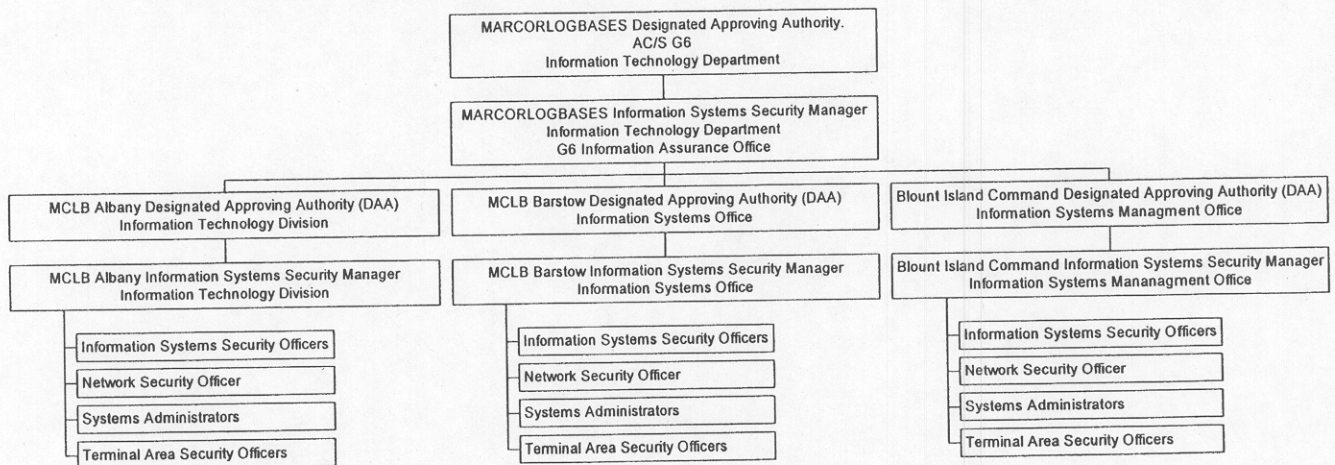 MARCORLOGBASES Designated Approving Authority.
AC/S G6
Information Technology Department
MARCORLOGBASES Information Systems Security Manager
Information Technology Department
G6 Information Assurance Office
MCLB Albany Designated Approving Authority (DAA)
Information Technology Division
MCLB Barstow Designated Approving Authority (DAA)
Information Systems Office
Blount Island Command Designated Approving Authority (DAA)
Information Systems Managment Office
MCLB Albany Information Systems Security Manager
Information Technology Division
MCLB Barstow Information Systems Security Manager
Information Systems Office
Blount Island Command Information Systems Security Manager
Information Systems Mananagment Office
Information Systems Security Officers
Network Security Officer
Systems Administrators
Terminal Area Security Officers
Information Systems Security Officers
Network Security Officer
Systems Administrators
Terminal Area Security Officers
Information Systems Security Officers
Network Security Officer
Systems Administrators
Terminal Area Security Officers